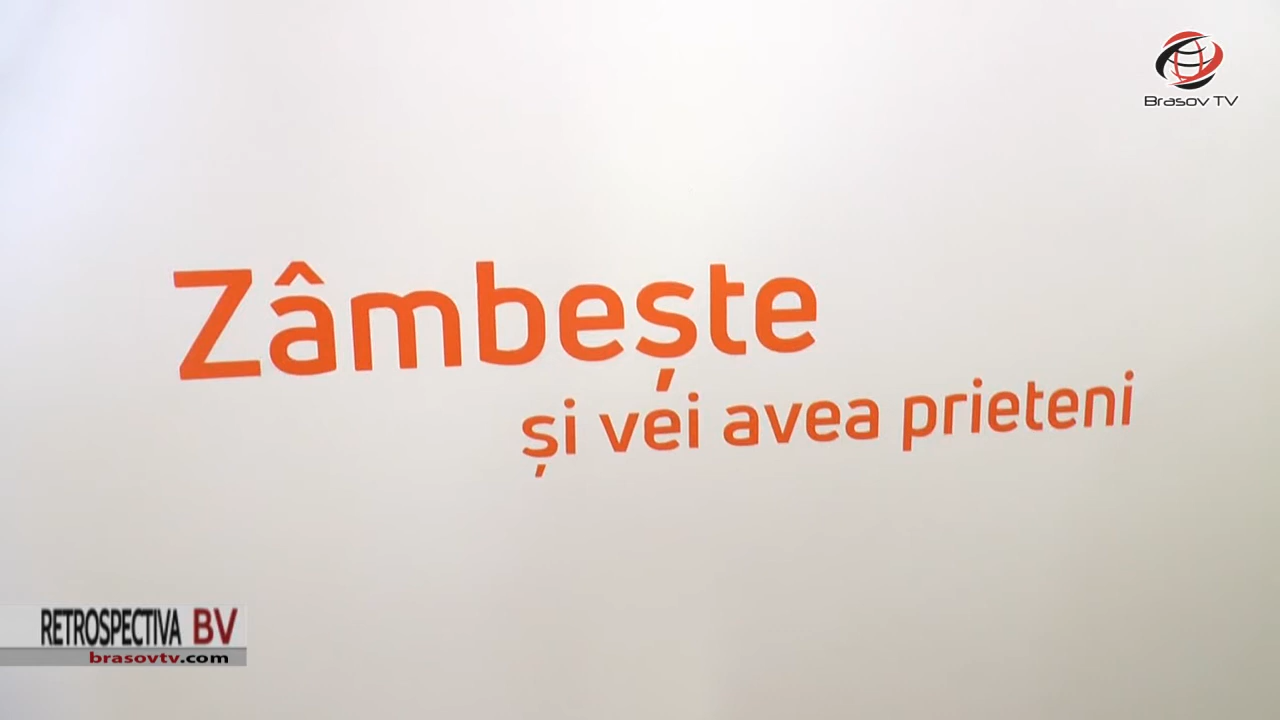 Brasov TV
Zâmbește
și vei avea prieteni
RETROSPECTIVA BV
brasovtv.com